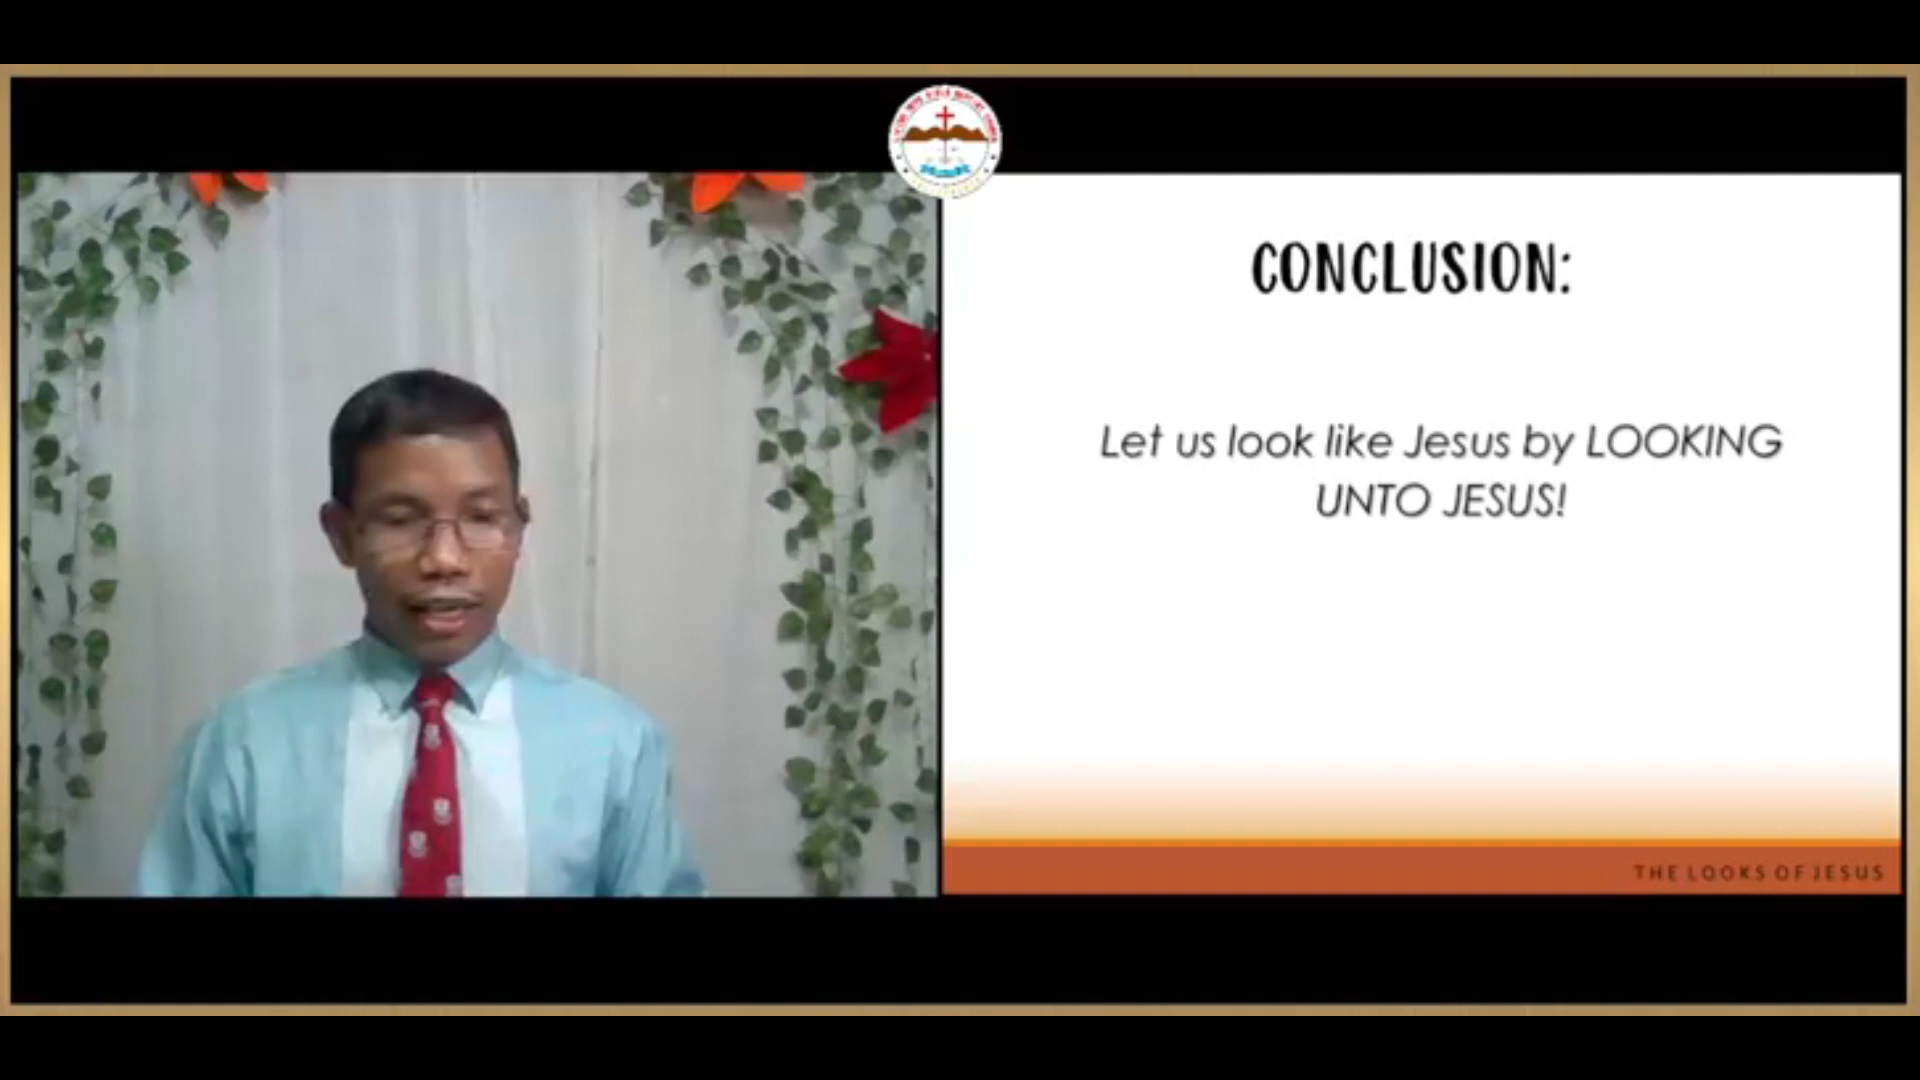 CONCLUSION:
Let us look like Jesus by LOOKING
UNTO JESUS!
THE LOOKS OF JESUS